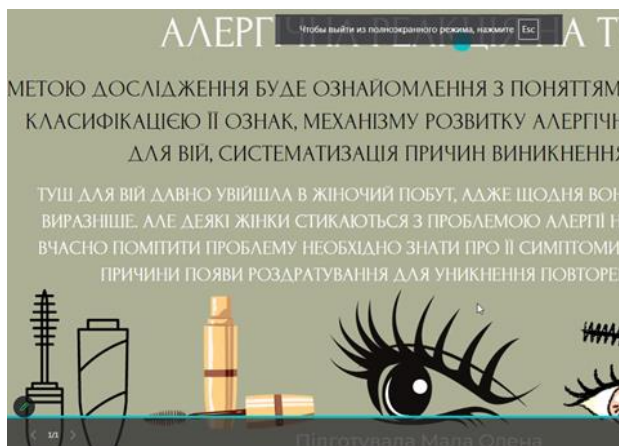 АЛЕРГІЧНА РЕАКЦІЯ НА Т
Чтобы выйти из полноэкранного режима, нажмите Esc
МЕТОЮ ДОСЛІДЖЕННЯ БУДЕ ОЗНАЙОМЛЕННЯ З ПОНЯТТЯМ
КЛАСИФІКАЦІЄЮ ЇЇ ОЗНАК, МЕХАНІЗМУ РОЗВИТКУ АЛЕРГІЧН
ДЛЯ ВІЙ, СИСТЕМАТИЗАЦІЯ ПРИЧИН ВИНИКНЕННЯ
ТУШ ДЛЯ ВІЙ ДАВНО УВІЙШЛА В ЖІНОЧИЙ ПОБУТ, АДЖЕ ЩОДНЯ ВОН
ВИРАЗНІШЕ. АЛЕ ДЕЯКІ ЖІНКИ СТИКАЮТЬСЯ З ПРОБЛЕМОЮ АЛЕРГІЇ Н
ВЧАСНО ПОМІТИТИ ПРОБЛЕМУ НЕОБХІДНО ЗНАТИ ПРО ЇЇ СИМПТОМИ
ПРИЧИНИ ПОЯВИ РОЗДРАТУВАННЯ ДЛЯ УНИКНЕННЯ ПОВТОРЕ
1/1
Підготувала Мала Олена